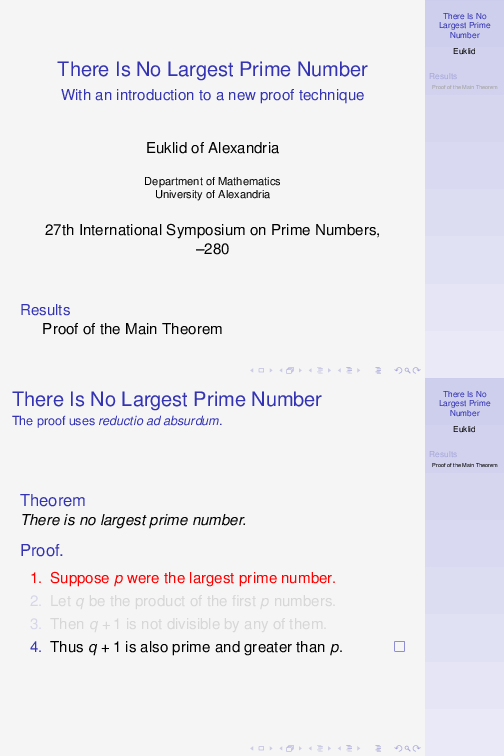 There Is No Largest Prime Number
With an introduction to a new proof technique
Euklid of Alexandria
Department of Mathematics
University of Alexandria
27th International Symposium on Prime Numbers,
–280
Results
Proof of the Main Theorem
There Is No
Largest Prime
Number
Euklid
Results
Proof of the Main Theorem
There Is No Largest Prime Number
The proof uses reductio ad absurdum.
Theorem
There is no largest prime number.
Proof.
1. Suppose p were the largest prime number.
2. Let q be the product of the first p numbers.
3. Then q + 1 is not divisible by any of them.
4. Thus q + 1 is also prime and greater than p.
There Is No
Largest Prime
Number
Euklid
Results
Proof of the Main Theorem